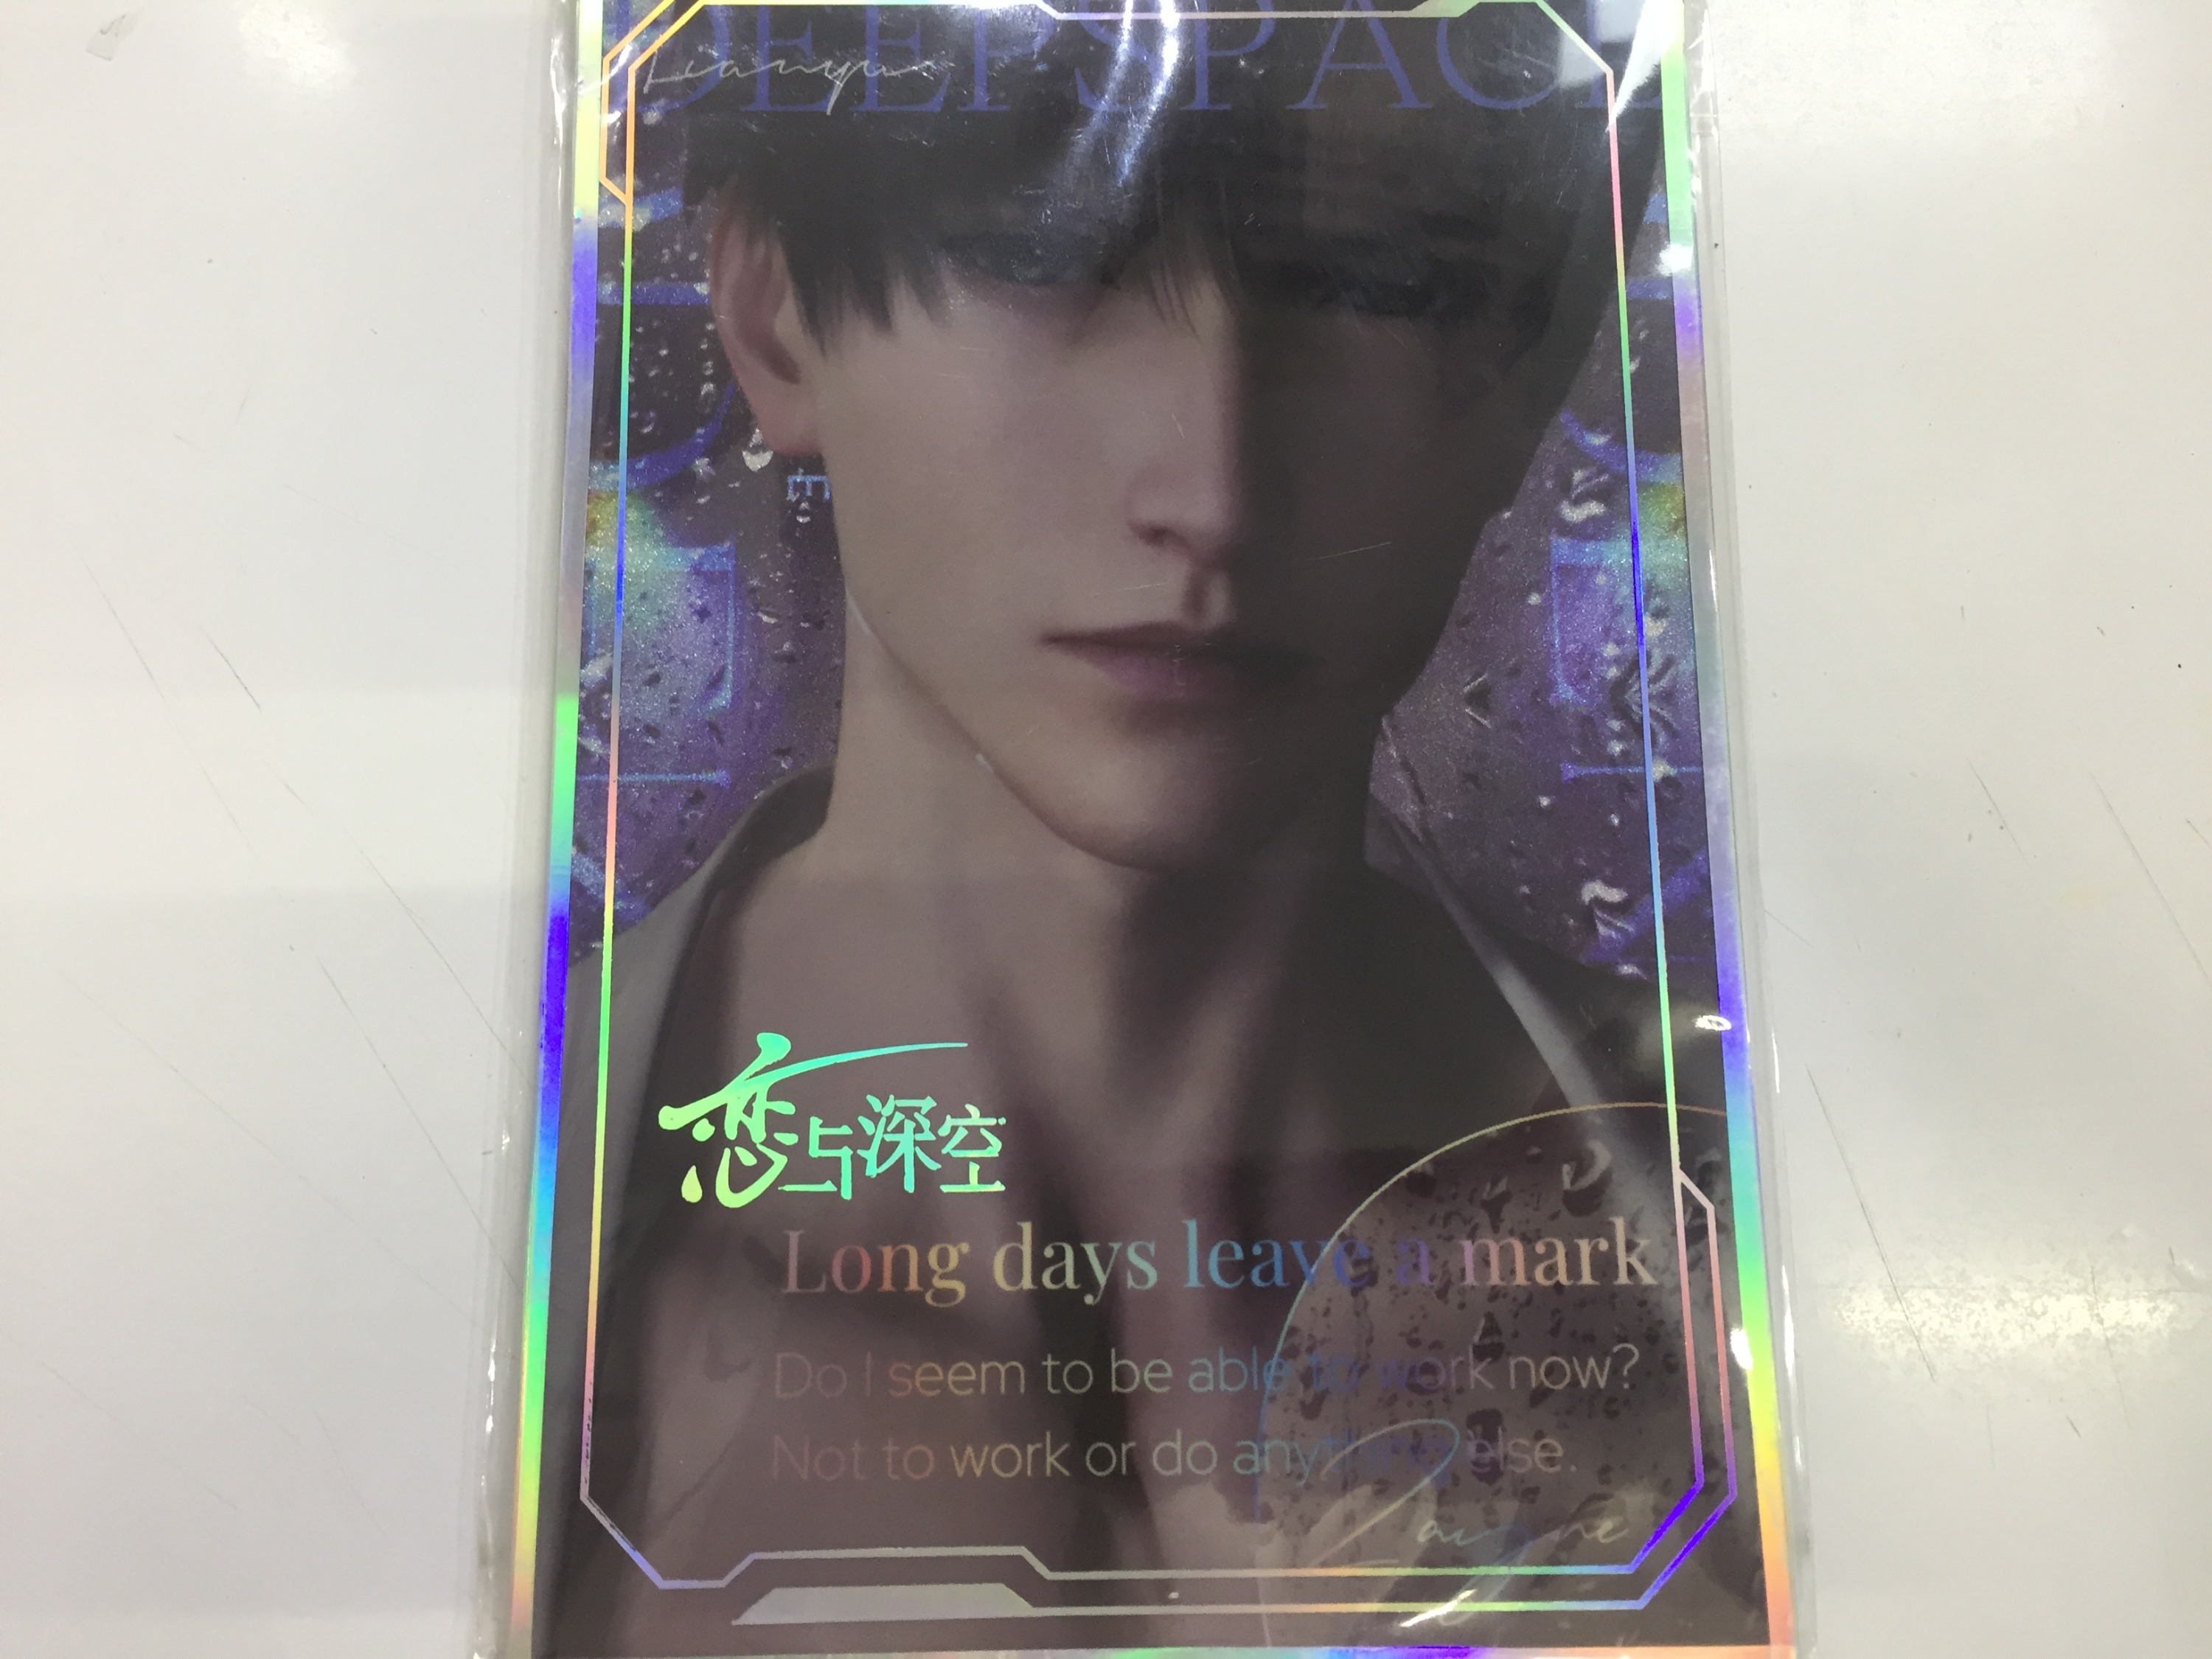 DEEPSPACE
恋与深空
Long days leave a mark
Do I seem to be able to work now?
Not to work or do anything else.
Zayne